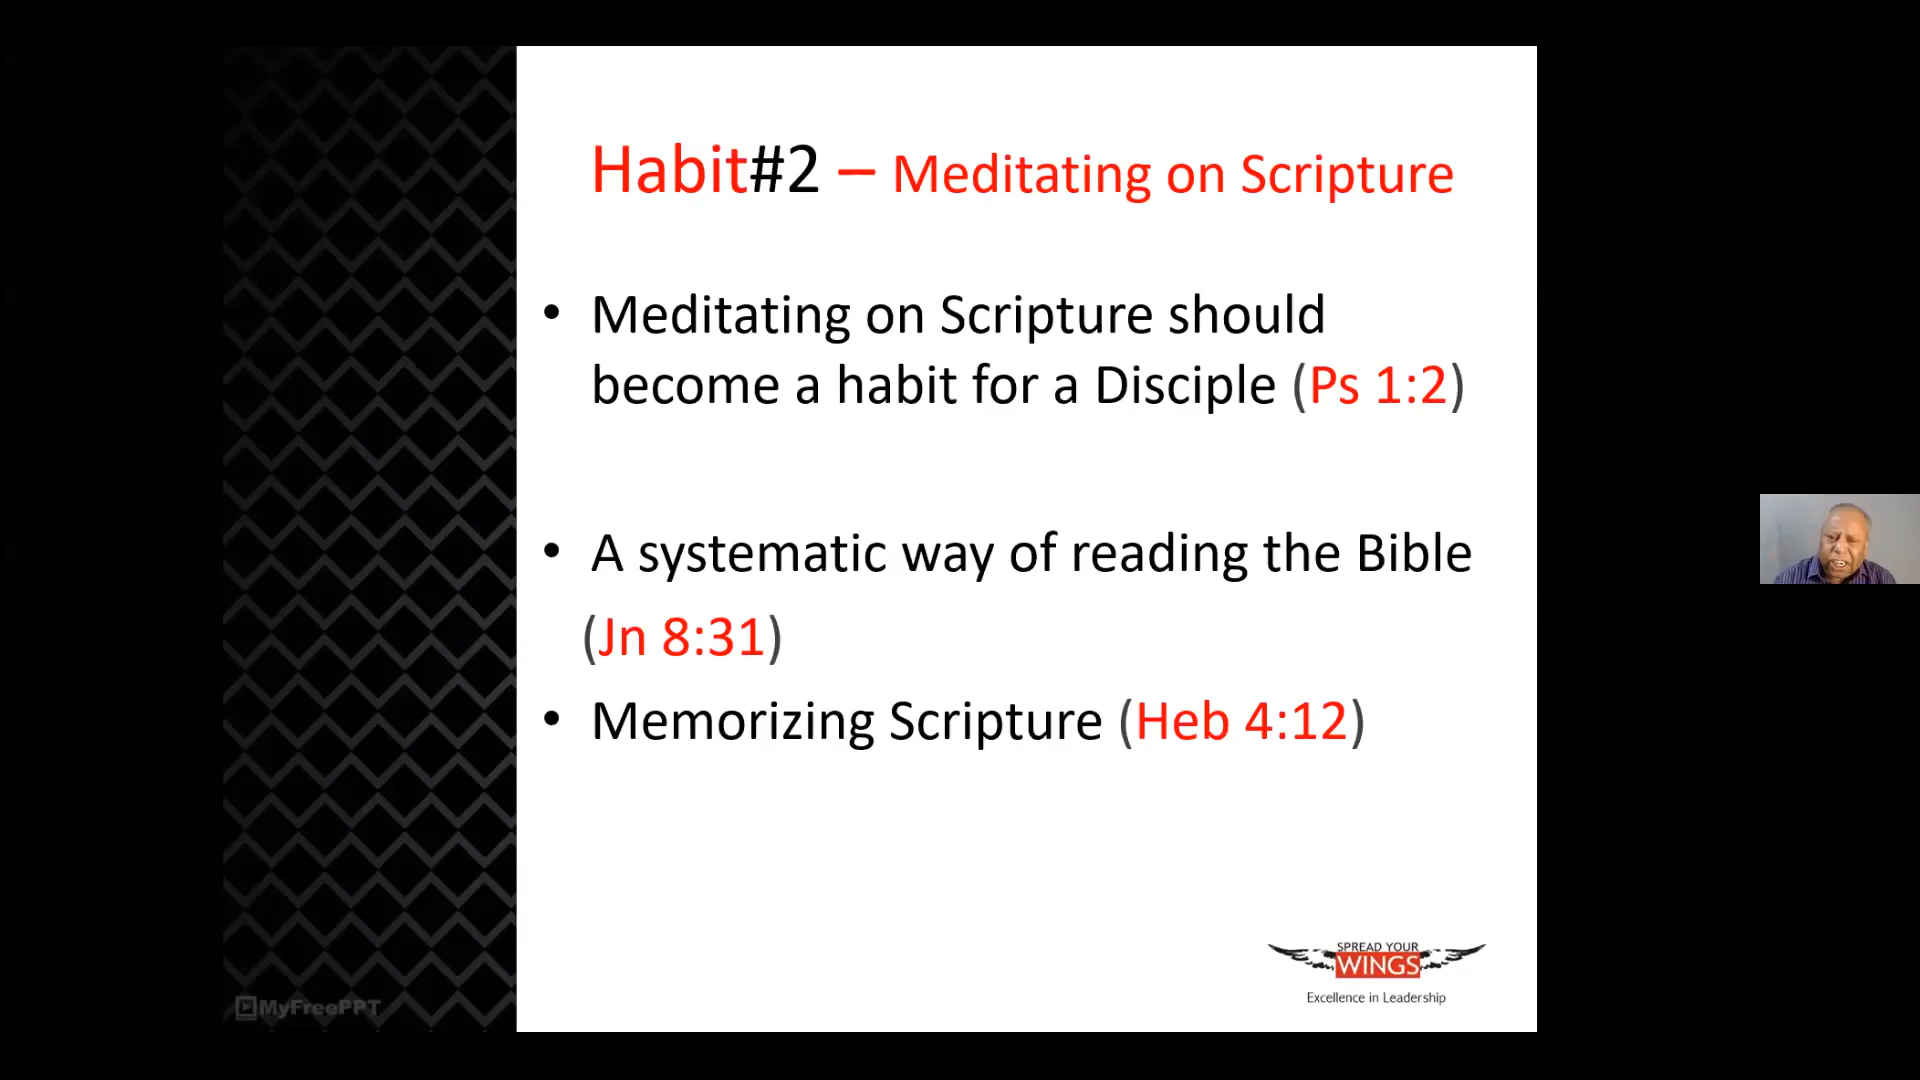 Habit#2 – Meditating on Scripture
• Meditating on Scripture should
become a habit for a Disciple (Ps 1:2)
• A systematic way of reading the Bible
(Jn 8:31)
• Memorizing Scripture (Heb 4:12)
SPREAD YOUR
WINGS
Excellence in Leadership
MyFreePPT